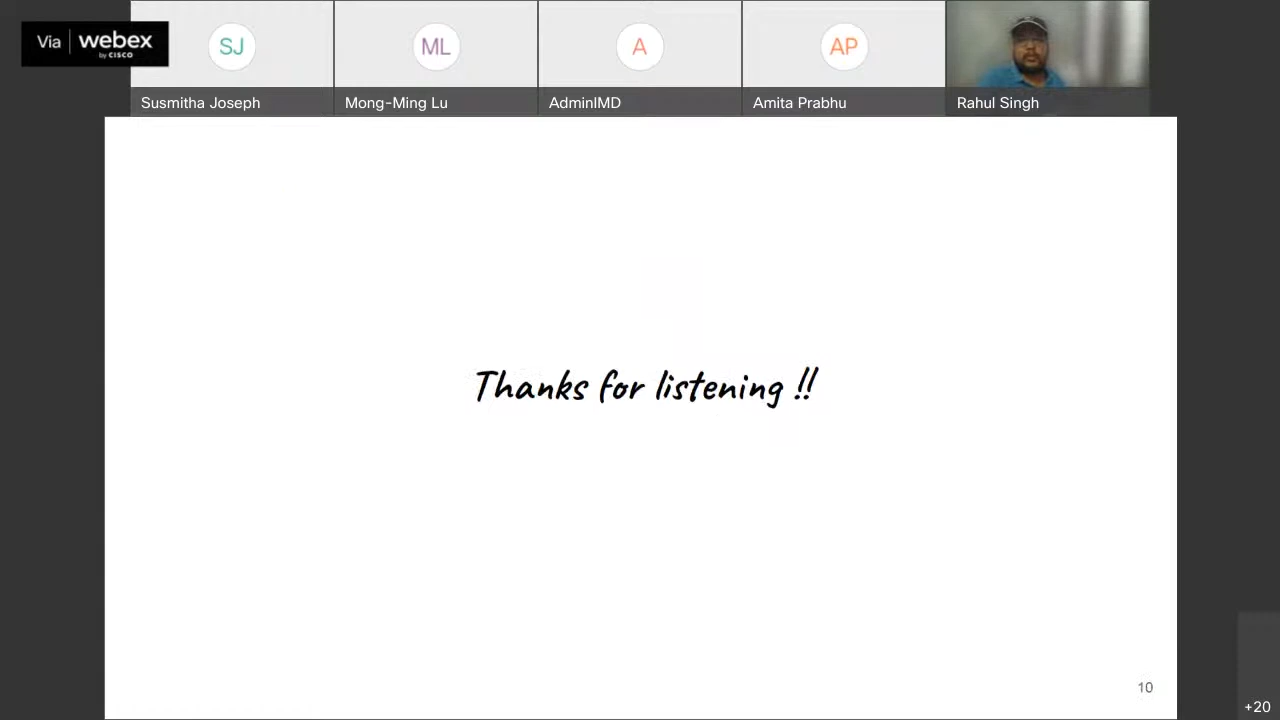 Via webex
by CISCO
SJ
ML
A
AP
Susmitha Joseph
Mong-Ming Lu
AdminIMD
Amita Prabhu
Rahul Singh
Thanks for listening !!
10
+20